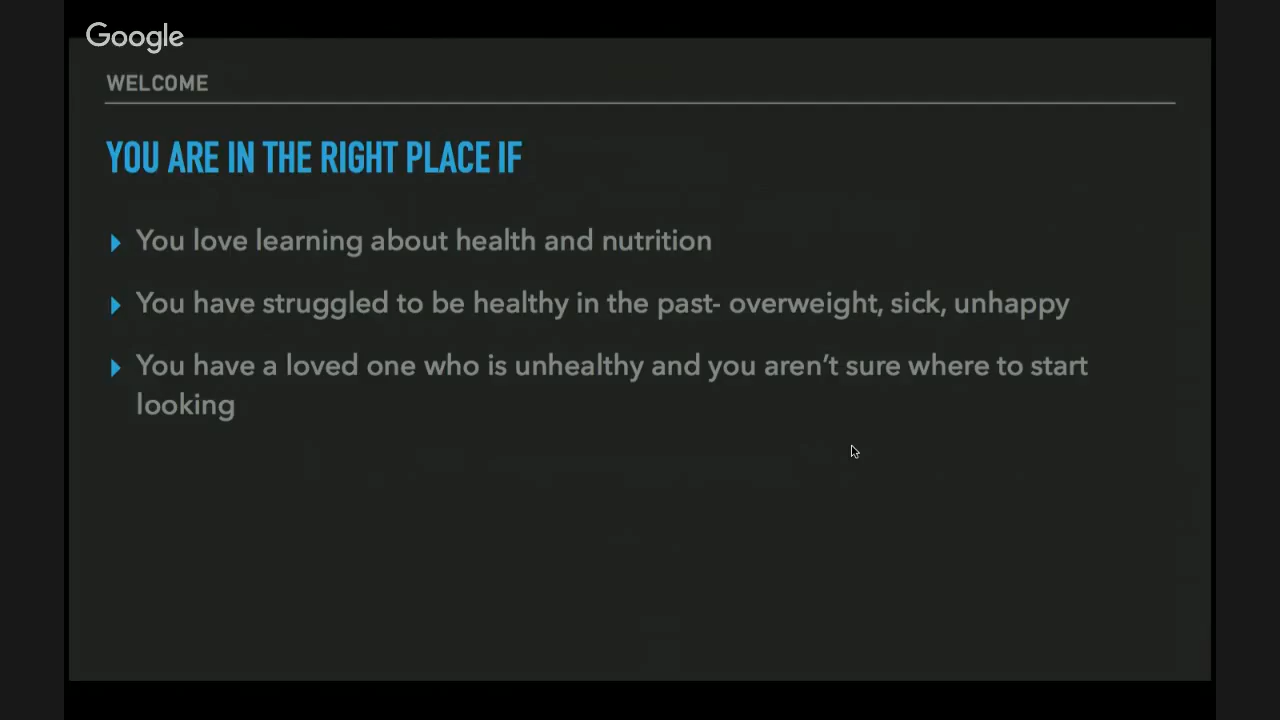 Google
WELCOME
YOU ARE IN THE RIGHT PLACE IF
You love learning about health and nutrition
You have struggled to be healthy in the past- overweight, sick, unhappy
You have a loved one who is unhealthy and you aren’t sure where to start
looking